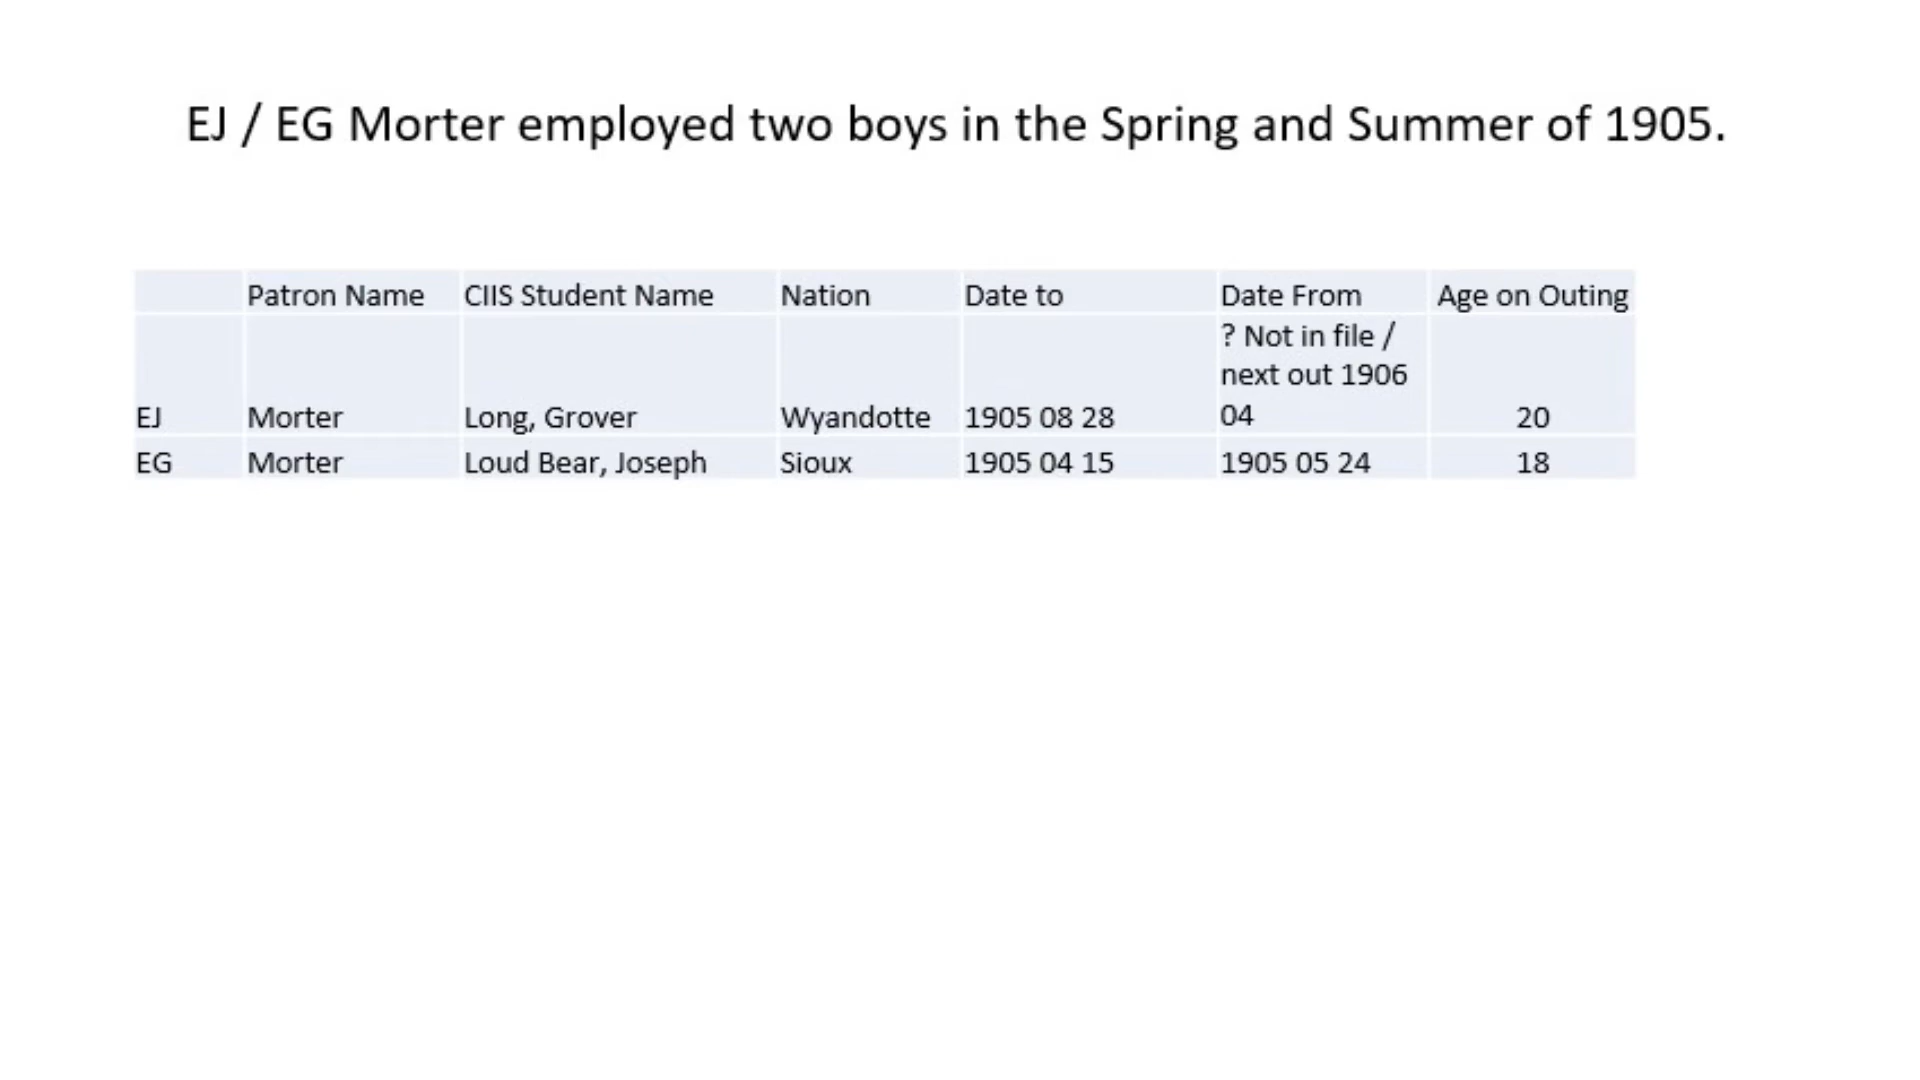 EJ / EG Morter employed two boys in the Spring and Summer of 1905.
Patron Name CIIS Student Name Nation Date to Date From Age on Outing
? Not in file /
next out 1906
EJ Morter Long, Grover Wyandotte 1905 08 28 04 20
EG Morter Loud Bear, Joseph Sioux 1905 04 15 1905 05 24 18